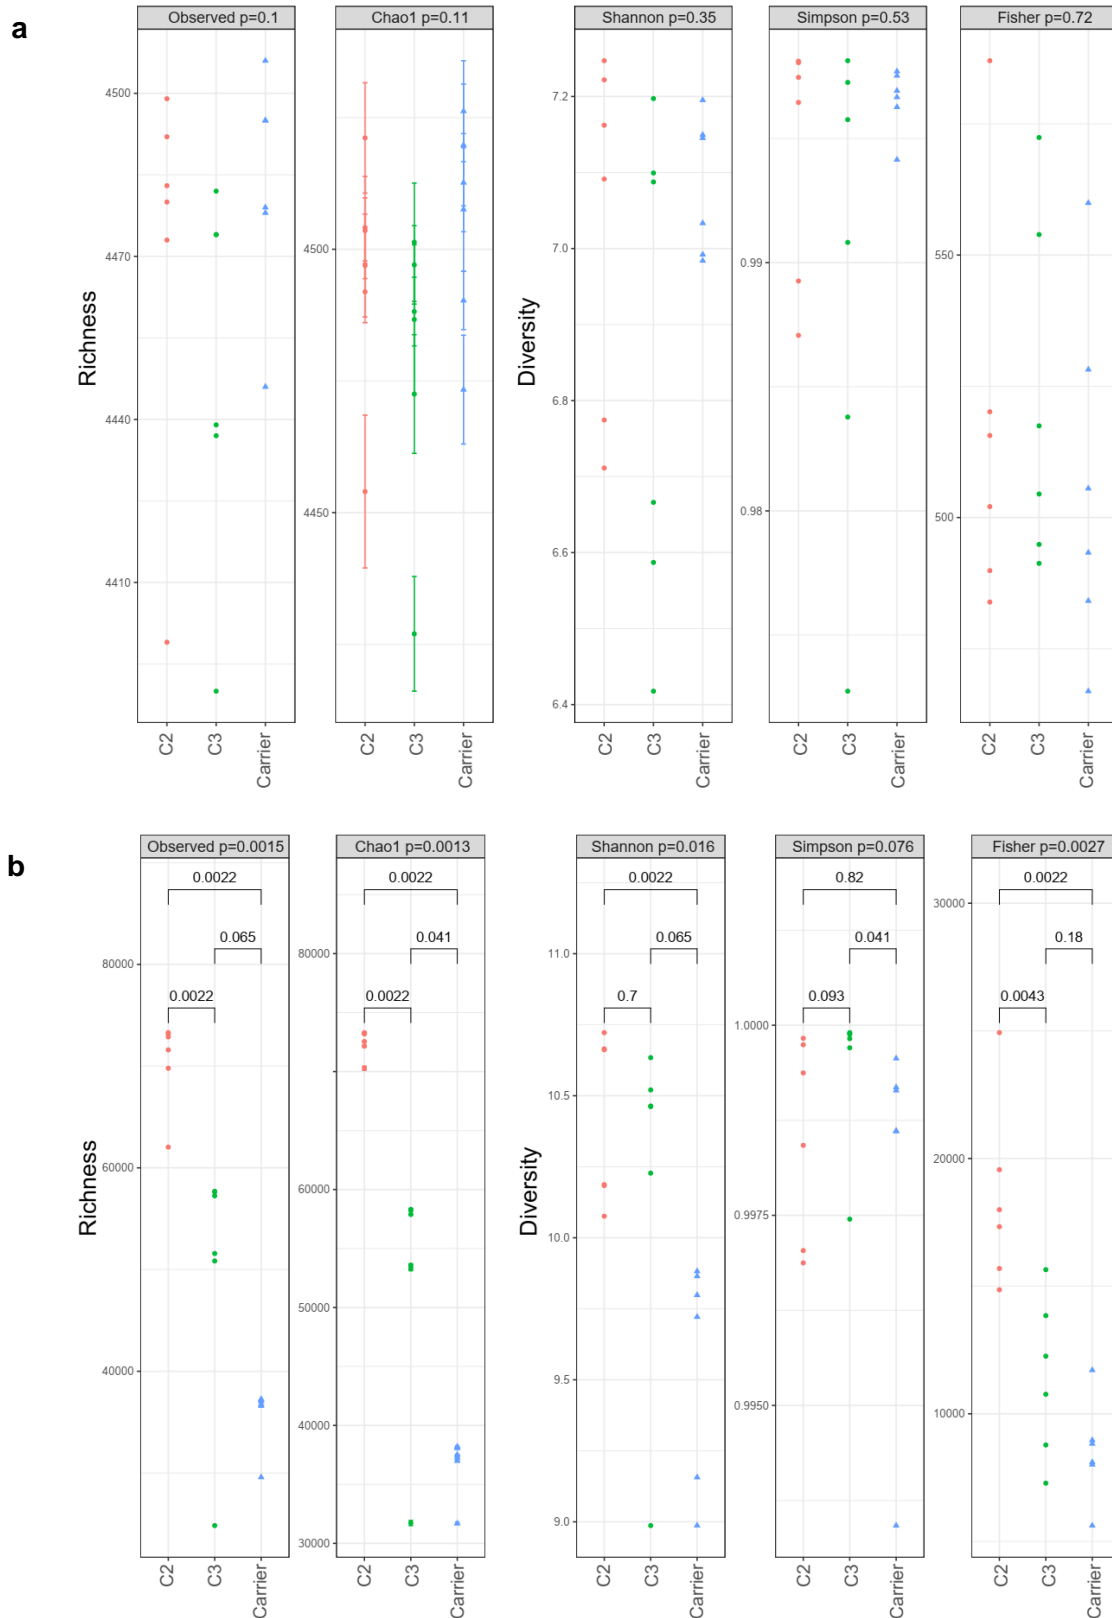 a
Observed p=0.1
Chao1 p=0.11
Shannon p=0.35
Simpson p=0.53
Fisher p=0.72
Richness
4500
4470
4440
4410
4500
4450
Diversity
7.2
7.0
6.8
6.6
6.4
0.99
0.98
550
500
C2
C3
Carrier
C2
C3
Carrier
C2
C3
Carrier
C2
C3
Carrier
C2
C3
Carrier
b
Observed p=0.0015
Chao1 p=0.0013
Shannon p=0.016
Simpson p=0.076
Fisher p=0.0027
Richness
80000
60000
40000
0.0022
0.065
0.0022
80000
60000
50000
40000
30000
0.0022
0.041
0.0022
Diversity
11.0
10.5
10.0
9.5
9.0
0.0022
0.065
0.7
1.0000
0.9975
0.9950
0.82
0.041
0.093
30000
20000
10000
0.0022
0.18
0.0043
C2
C3
Carrier
C2
C3
Carrier
C2
C3
Carrier
C2
C3
Carrier
C2
C3
Carrier